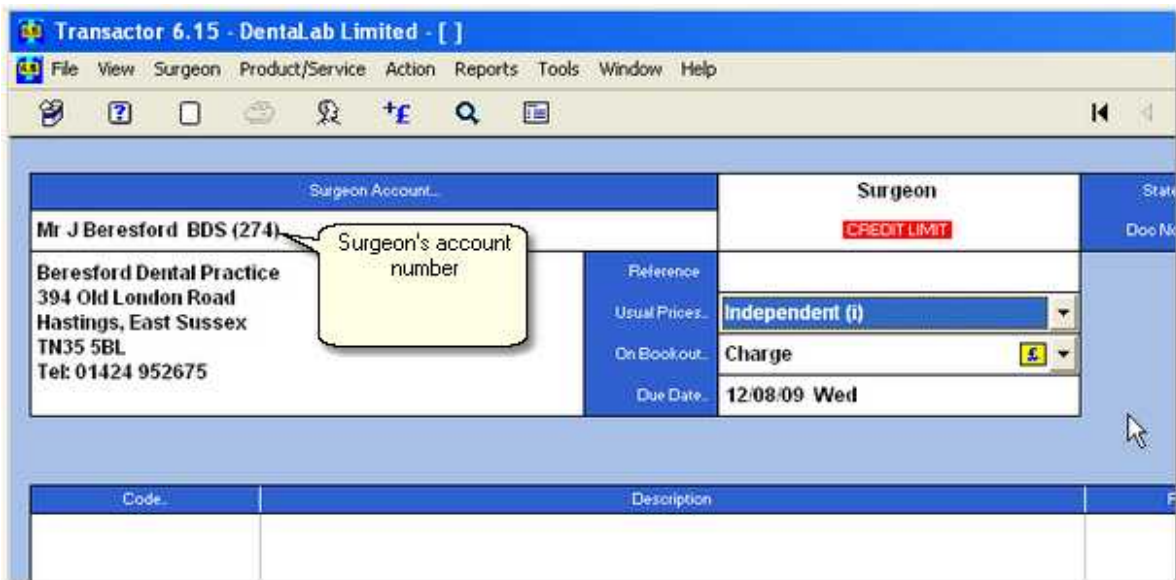 Transactor 6.15 - DentaLab Limited - [ ]
File View Surgeon Product/Service Action Reports Tools Window Help
Surgeon Account..
Surgeon
Mr J Beresford BDS (274)
CREDIT LIMIT
Surgeon's account
number
Beresford Dental Practice
394 Old London Road
Hastings, East Sussex
TN35 5BL
Tel: 01424 952675
Reference
Usual Prices..
Independent (i)
On Bookout..
Charge
£
Due Date..
12/08/09 Wed
Code..
Description